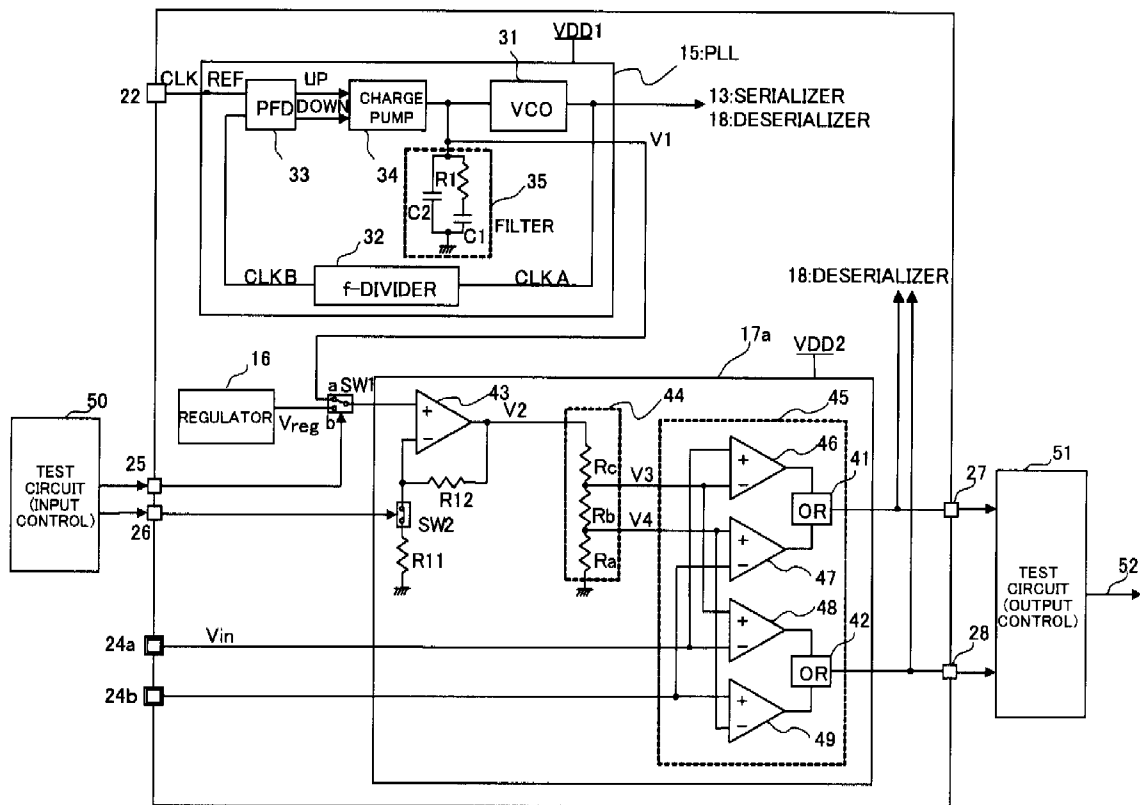 VDD1
31
15:PLL
22
CLK REF
UP
DOWN
PFD
CHARGE
PUMP
VCO
13:SERIALIZER
18:DESERIALIZER
33
34
V1
R1
35
C2
C1
FILTER
32
CLKB
f-DIVIDER
CLKA
18:DESERIALIZER
17a
VDD2
16
REGULATOR
Vreg
a
SW1
b
43
V2
44
45
50
TEST
CIRCUIT
(INPUT
CONTROL)
25
26
46
41
51
27
Rc
V3
R12
OR
SW2
Rb
V4
R11
Ra
47
TEST
CIRCUIT
(OUTPUT
CONTROL)
52
48
42
28
24a
Vin
OR
24b
49
+
−
+
−
+
−
+
−
+
−